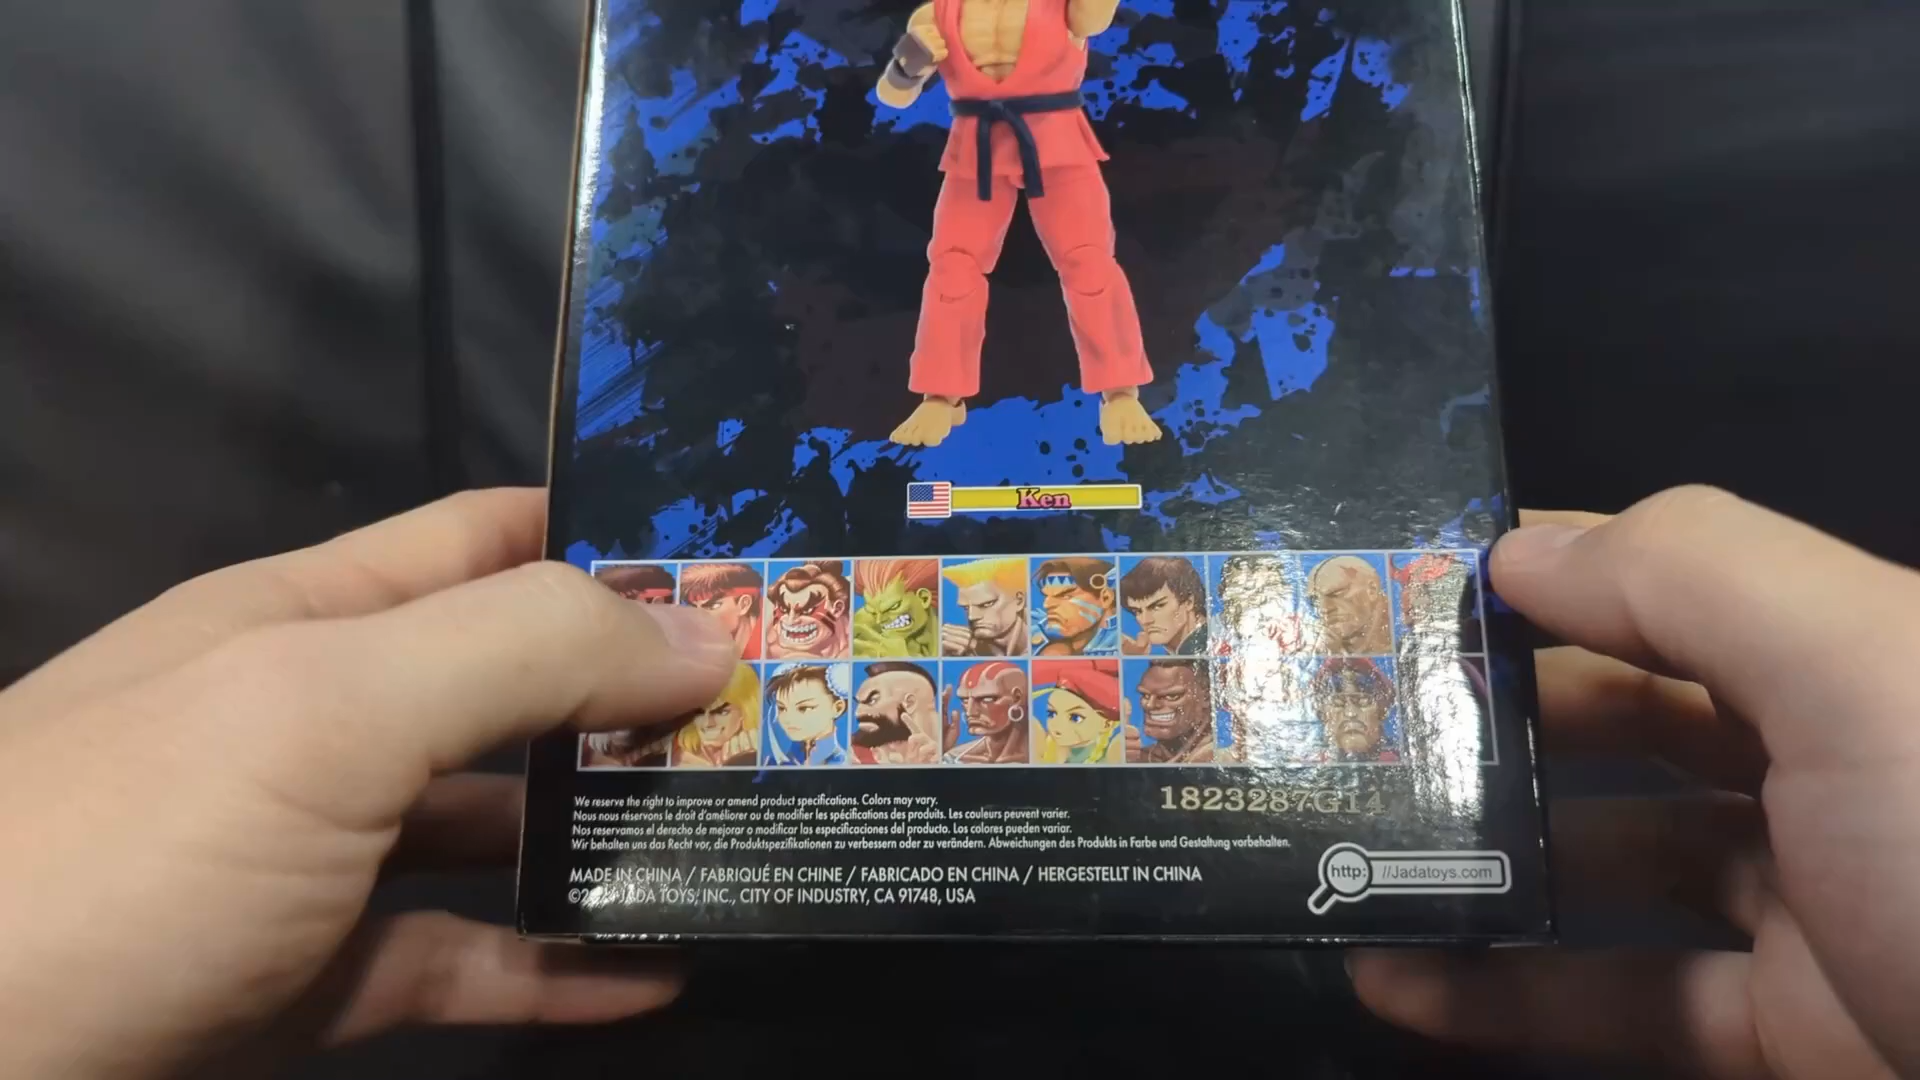 Ken
1823287G14
We reserve the right to improve or amend product specifications. Colors may vary.
Nous nous réservons le droit d'améliorer ou de modifier les spécifications des produits. Les couleurs peuvent varier.
Nos reservamos el derecho de mejorar o modificar las especificaciones del producto. Los colores pueden variar.
Wir behalten uns das Recht vor, die Produktspezifikationen zu verbessern oder zu verändern. Abweichungen des Produkts in Farbe und Gestaltung vorbehalten.
MADE IN CHINA / FABRIQUÉ EN CHINE / FABRICADO EN CHINA / HERGESTELLT IN CHINA
http: //Jadatoys.com
© JADA TOYS, INC., CITY OF INDUSTRY, CA 91748, USA